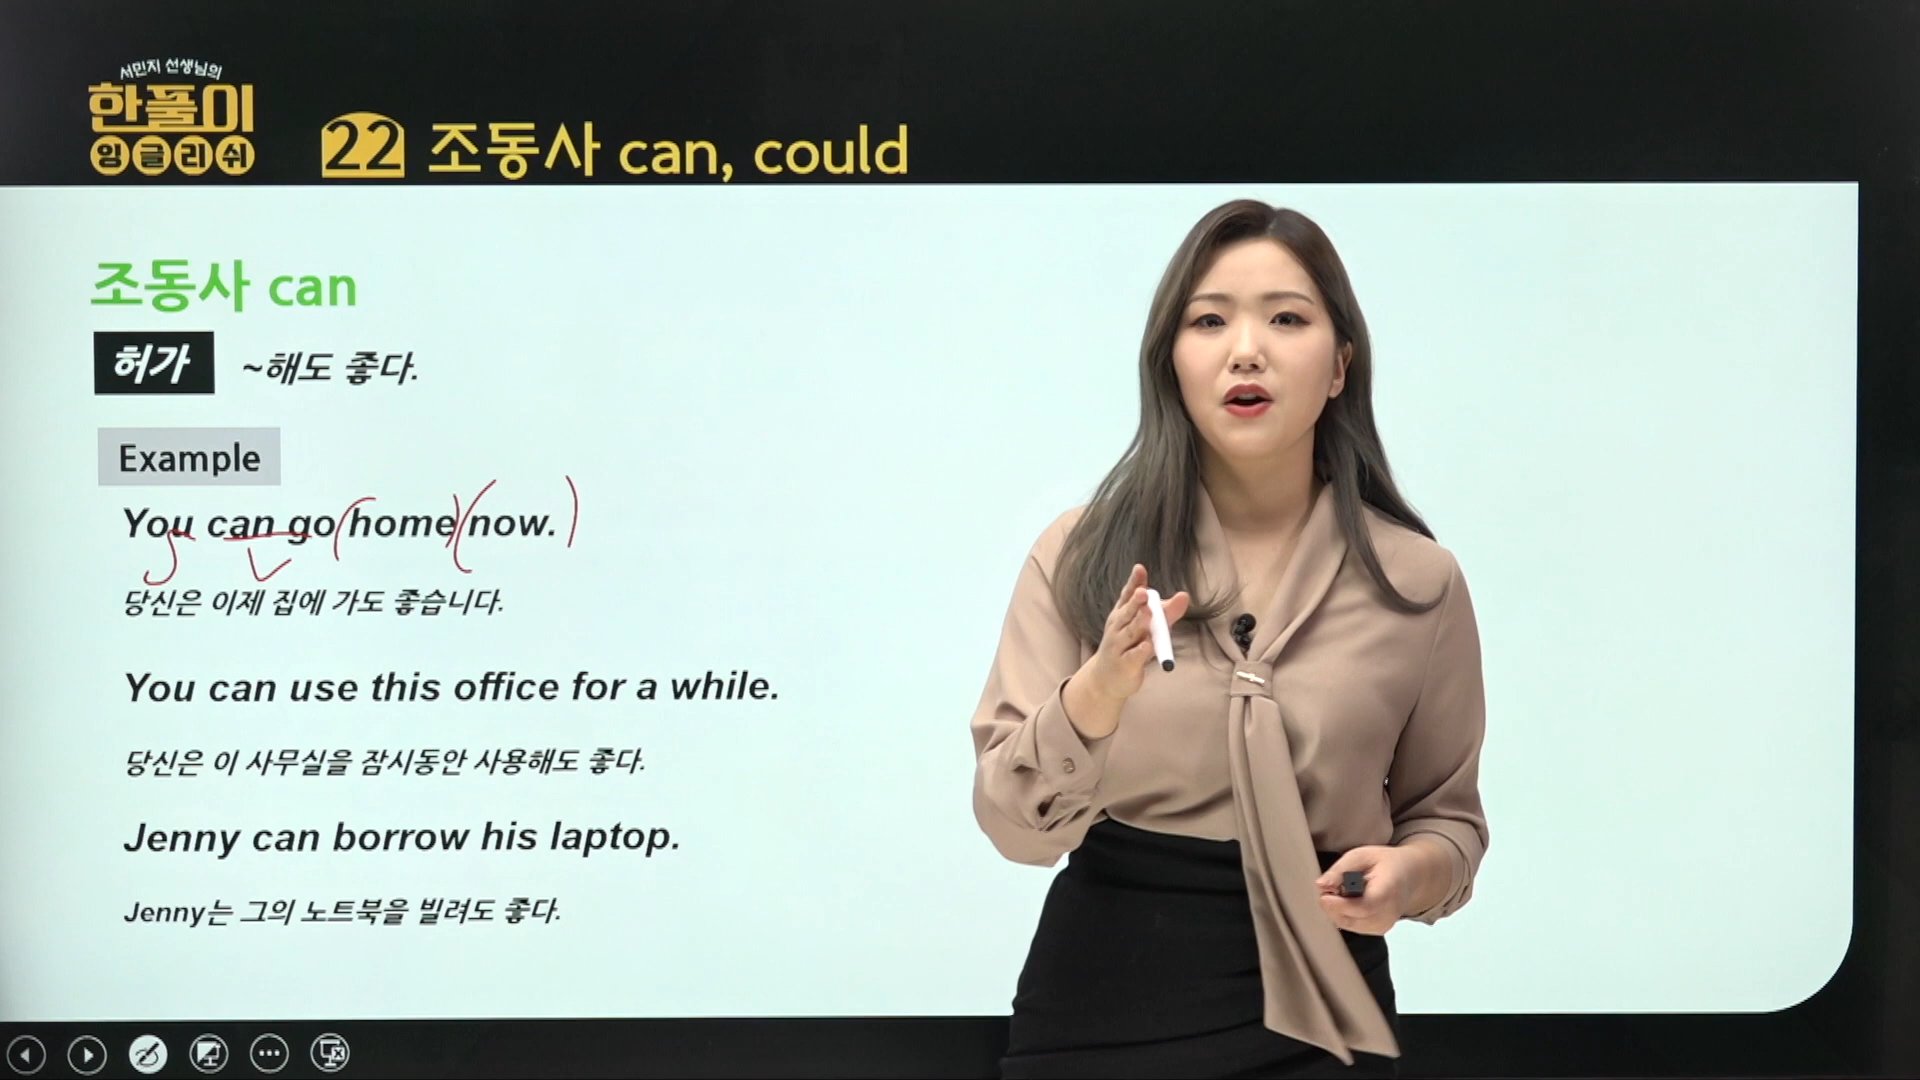 서민지 선생님의
한풀이
잉글리쉬
22 조동사 can, could
조동사 can
허가 ~해도 좋다.
Example
You can go (home) (now.)
S V
당신은 이제 집에 가도 좋습니다.
You can use this office for a while.
당신은 이 사무실을 잠시동안 사용해도 좋다.
Jenny can borrow his laptop.
Jenny는 그의 노트북을 빌려도 좋다.